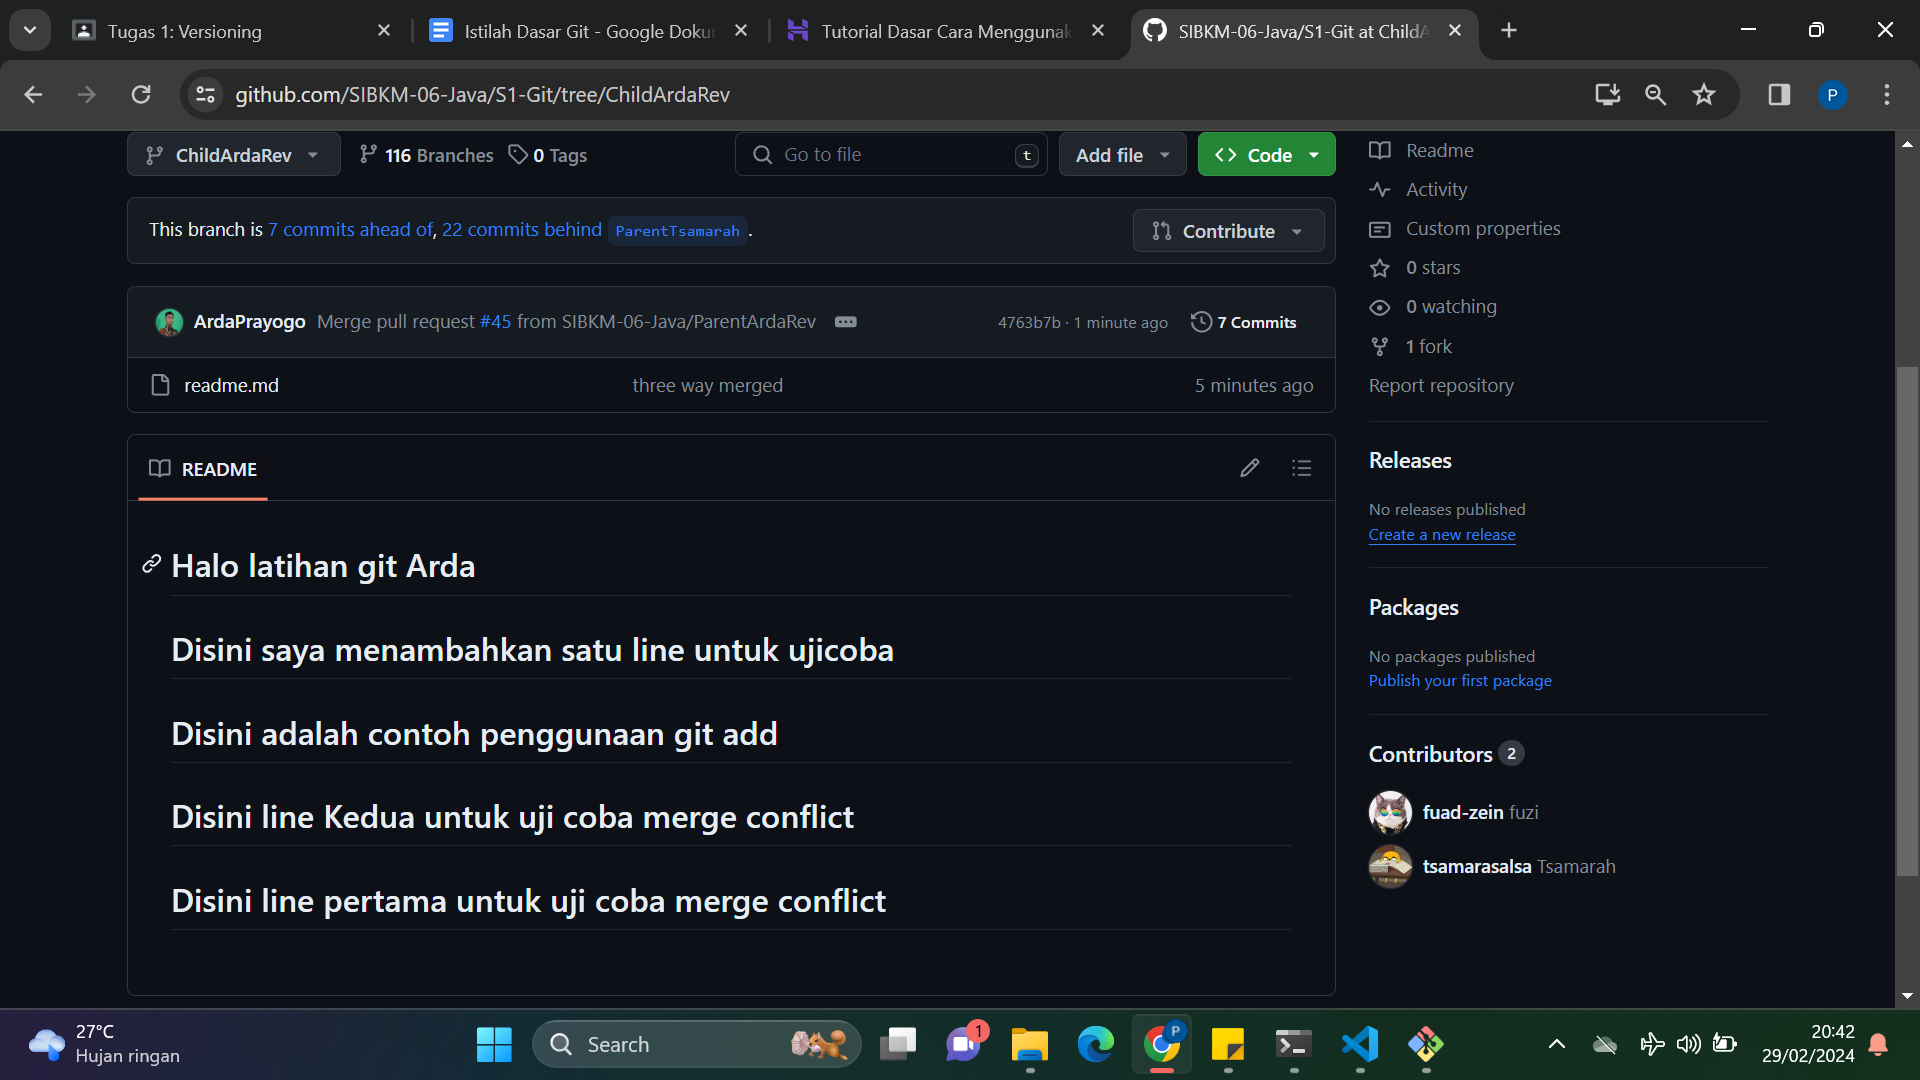 Tugas 1: Versioning
Istilah Dasar Git - Google Doku
Tutorial Dasar Cara Menggunak
SIBKM-06-Java/S1-Git at ChildA
github.com/SIBKM-06-Java/S1-Git/tree/ChildArdaRev
P
ChildArdaRev
116 Branches
0 Tags
Go to file
t
Add file
Code
This branch is 7 commits ahead of, 22 commits behind ParentTsamarah .
Contribute
ArdaPrayogo Merge pull request #45 from SIBKM-06-Java/ParentArdaRev
4763b7b · 1 minute ago
7 Commits
readme.md
three way merged
5 minutes ago
README
Halo latihan git Arda
Disini saya menambahkan satu line untuk ujicoba
Disini adalah contoh penggunaan git add
Disini line Kedua untuk uji coba merge conflict
Disini line pertama untuk uji coba merge conflict
Readme
Activity
Custom properties
0 stars
0 watching
1 fork
Report repository
Releases
No releases published
Create a new release
Packages
No packages published
Publish your first package
Contributors 2
fuad-zein fuzi
tsamarasalsa Tsamarah
27°C
Hujan ringan
Search
1
P
20:42
29/02/2024